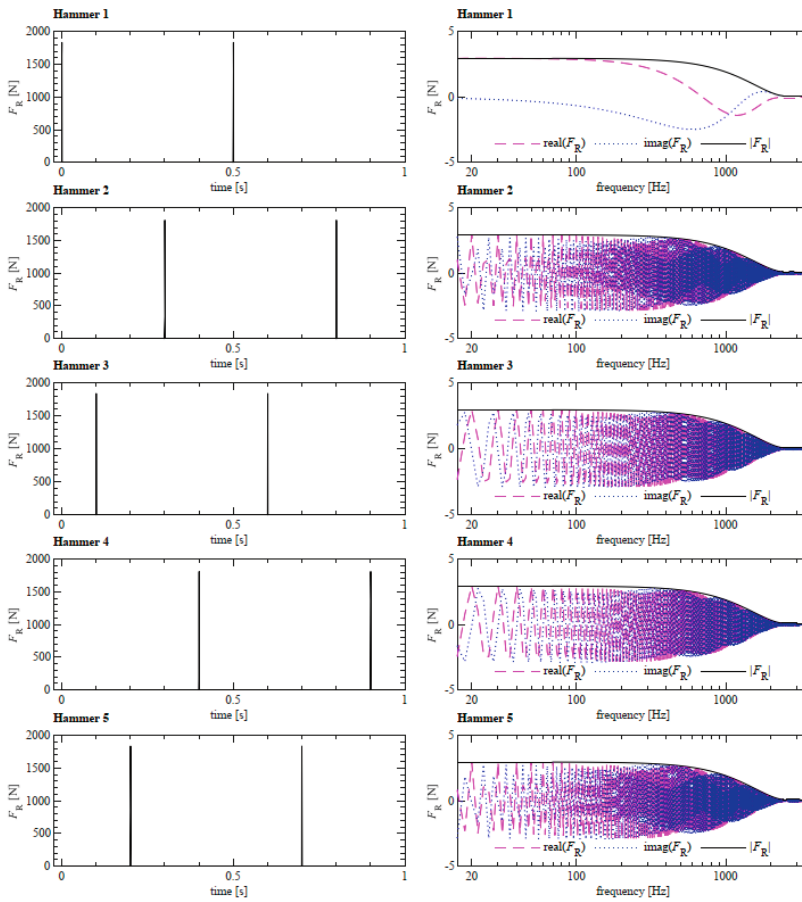 Hammer 1 Hammer 1
2000 1500 1000 500 0
F_R [N]
0 0.5 1
time [s]
5 0 -5
F_R [N]
real(F_R) imag(F_R) |F_R|
20 100 1000
frequency [Hz]
Hammer 2 Hammer 2
2000 1500 1000 500 0
F_R [N]
0 0.5 1
time [s]
5 0 -5
F_R [N]
real(F_R) imag(F_R) |F_R|
20 100 1000
frequency [Hz]
Hammer 3 Hammer 3
2000 1500 1000 500 0
F_R [N]
0 0.5 1
time [s]
5 0 -5
F_R [N]
real(F_R) imag(F_R) |F_R|
20 100 1000
frequency [Hz]
Hammer 4 Hammer 4
2000 1500 1000 500 0
F_R [N]
0 0.5 1
time [s]
5 0 -5
F_R [N]
real(F_R) imag(F_R) |F_R|
20 100 1000
frequency [Hz]
Hammer 5 Hammer 5
2000 1500 1000 500 0
F_R [N]
0 0.5 1
time [s]
5 0 -5
F_R [N]
real(F_R) imag(F_R) |F_R|
20 100 1000
frequency [Hz]